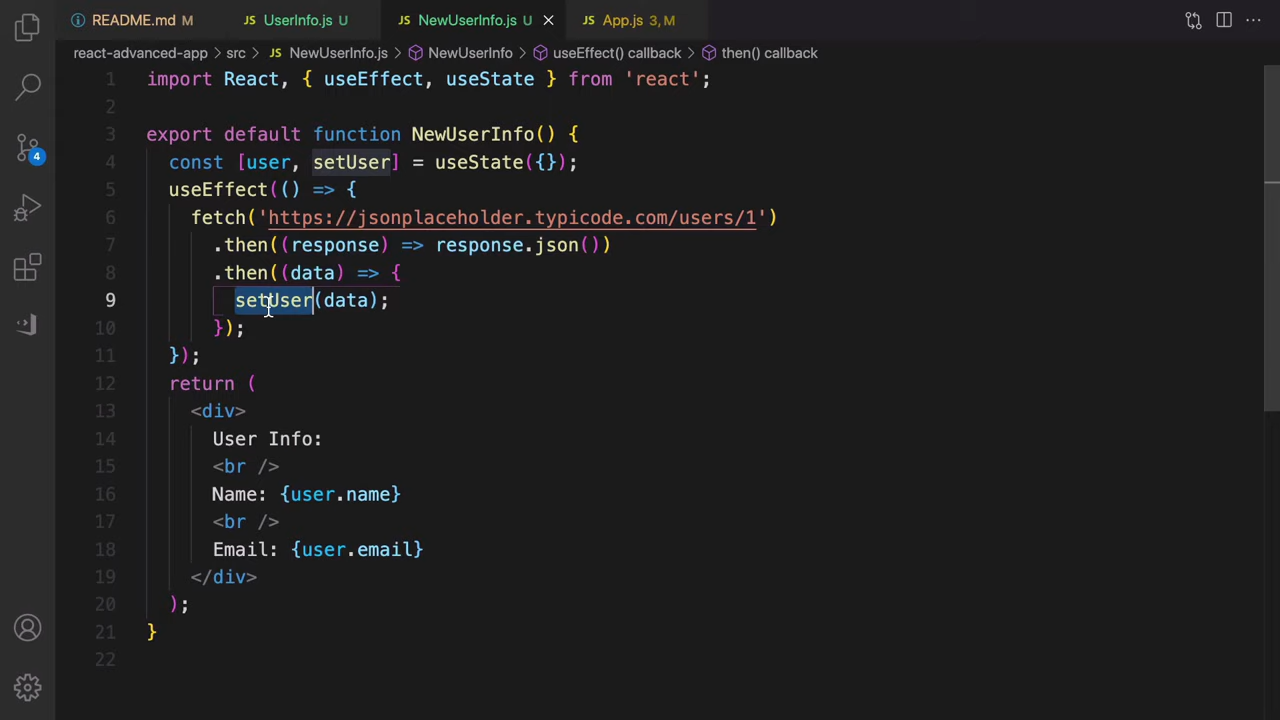 README.md M JS UserInfo.js U JS NewUserInfo.js U JS App.js 3, M
react-advanced-app > src > JS NewUserInfo.js > NewUserInfo > useEffect() callback > then() callback
1 import React, { useEffect, useState } from 'react';
2
3 export default function NewUserInfo() {
4 const [user, setUser] = useState({});
5 useEffect(() => {
6 fetch('https://jsonplaceholder.typicode.com/users/1')
7 .then((response) => response.json())
8 .then((data) => {
9 setUser(data);
10 });
11 });
12 return (
13 <div>
14 User Info:
15 <br />
16 Name: {user.name}
17 <br />
18 Email: {user.email}
19 </div>
20 );
21 }
22
4